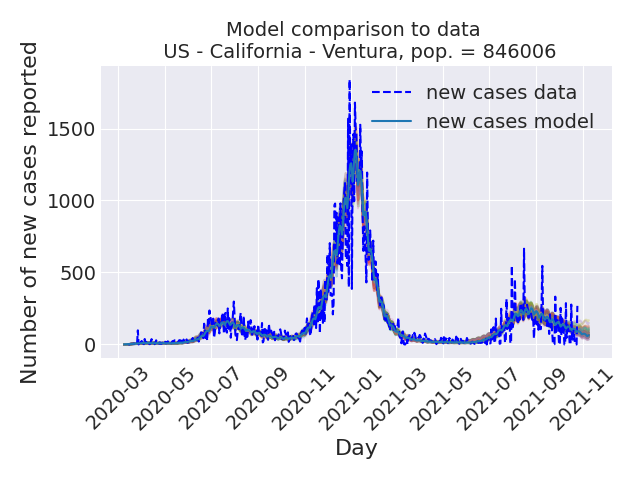 Model comparison to data
US - California - Ventura, pop. = 846006
Number of new cases reported
1500
1000
500
0
new cases data
new cases model
2020-03
2020-05
2020-07
2020-09
2020-11
2021-01
2021-03
2021-05
2021-07
2021-09
2021-11
Day